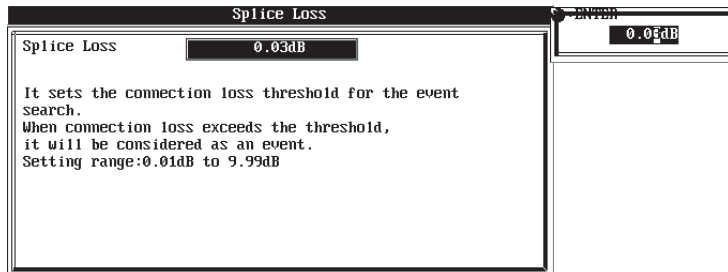 Splice Loss
ENTER
Splice Loss 0.03dB
It sets the connection loss threshold for the event
search.
When connection loss exceeds the threshold,
it will be considered as an event.
Setting range:0.01dB to 9.99dB